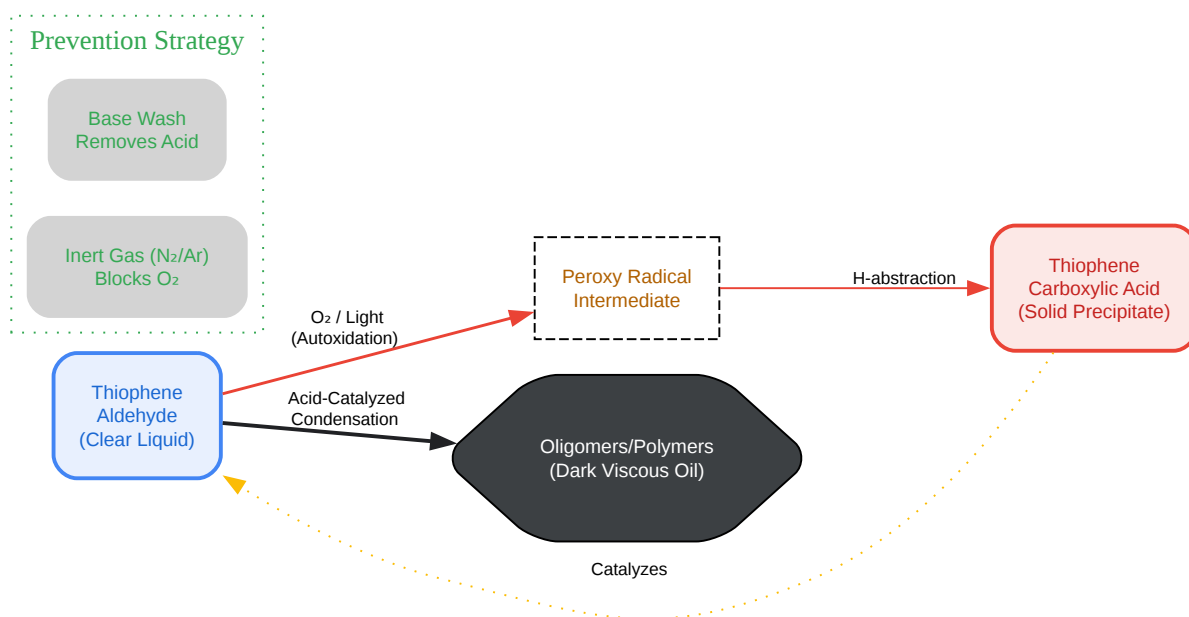 Prevention Strategy
Base Wash
Removes Acid
Inert Gas (N₂/Ar)
Blocks O₂
O₂ / Light
(Autoxidation)
Peroxy Radical
Intermediate
H-abstraction
Thiophene
Carboxylic Acid
(Solid Precipitate)
Thiophene
Aldehyde
(Clear Liquid)
Acid-Catalyzed
Condensation
Oligomers/Polymers
(Dark Viscous Oil)
Catalyzes